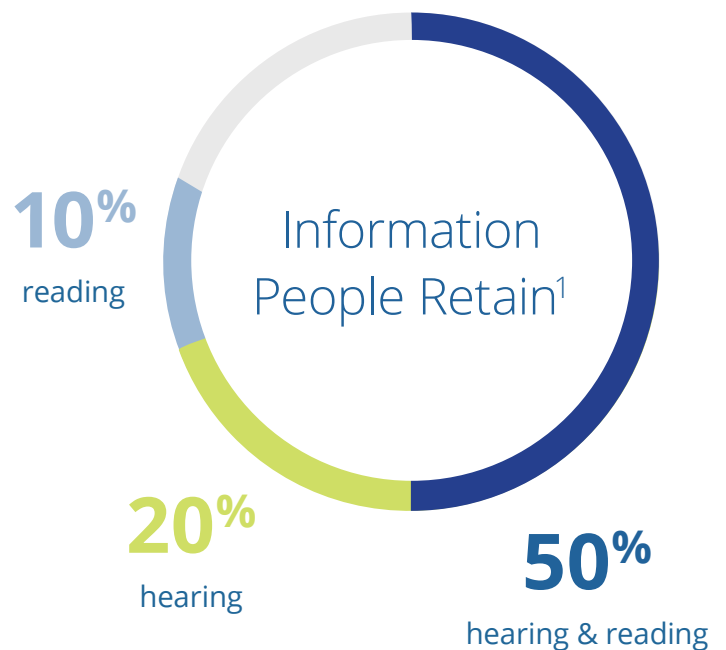 10%
reading
Information
People Retain¹
20%
hearing
50%
hearing & reading